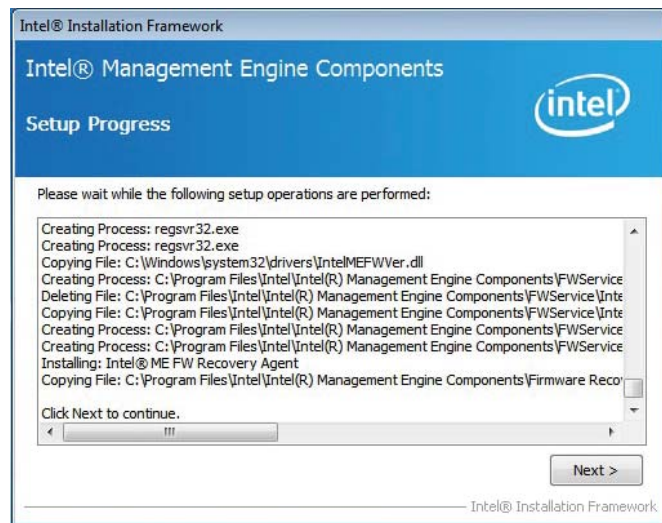 Intel® Installation Framework
Intel® Management Engine Components
intel
Setup Progress
Please wait while the following setup operations are performed:
Creating Process: regsvr32.exe
Creating Process: regsvr32.exe
Copying File: C:\Windows\system32\drivers\IntelMEFWVer.dll
Creating Process: C:\Program Files\Intel\Intel(R) Management Engine Components\FWService
Deleting File: C:\Program Files\Intel\Intel(R) Management Engine Components\FWService\Inte
Copying File: C:\Program Files\Intel\Intel(R) Management Engine Components\FWService\Inte
Creating Process: C:\Program Files\Intel\Intel(R) Management Engine Components\FWService
Creating Process: C:\Program Files\Intel\Intel(R) Management Engine Components\FWService
Installing: Intel® ME FW Recovery Agent
Copying File: C:\Program Files\Intel\Intel(R) Management Engine Components\Firmware Reco
Click Next to continue.
Next >
Intel® Installation Framework